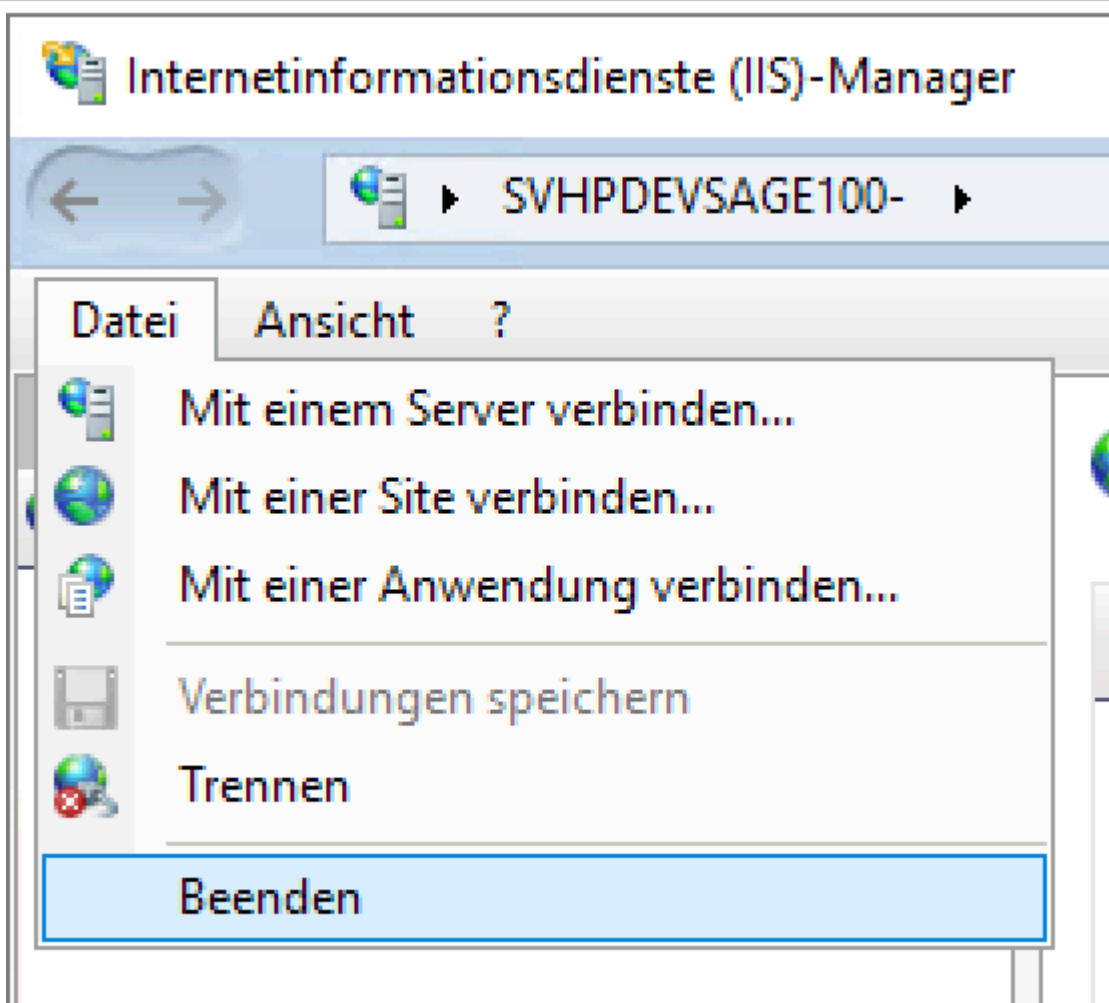 Internetinformationsdienste (IIS)-Manager
SVHPDEVSAGE100-
Datei Ansicht ?
Mit einem Server verbinden...
Mit einer Site verbinden...
Mit einer Anwendung verbinden...
Verbindungen speichern
Trennen
Beenden